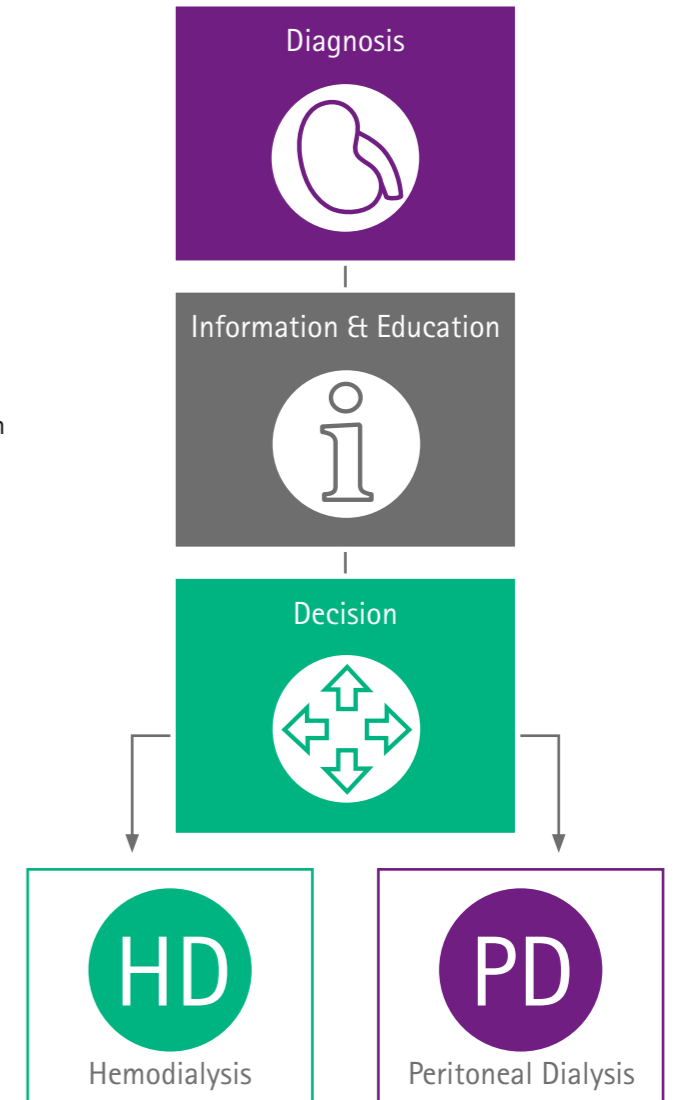 Diagnosis
Information & Education
n
Decision
HD
PD
Hemodialysis
Peritoneal Dialysis